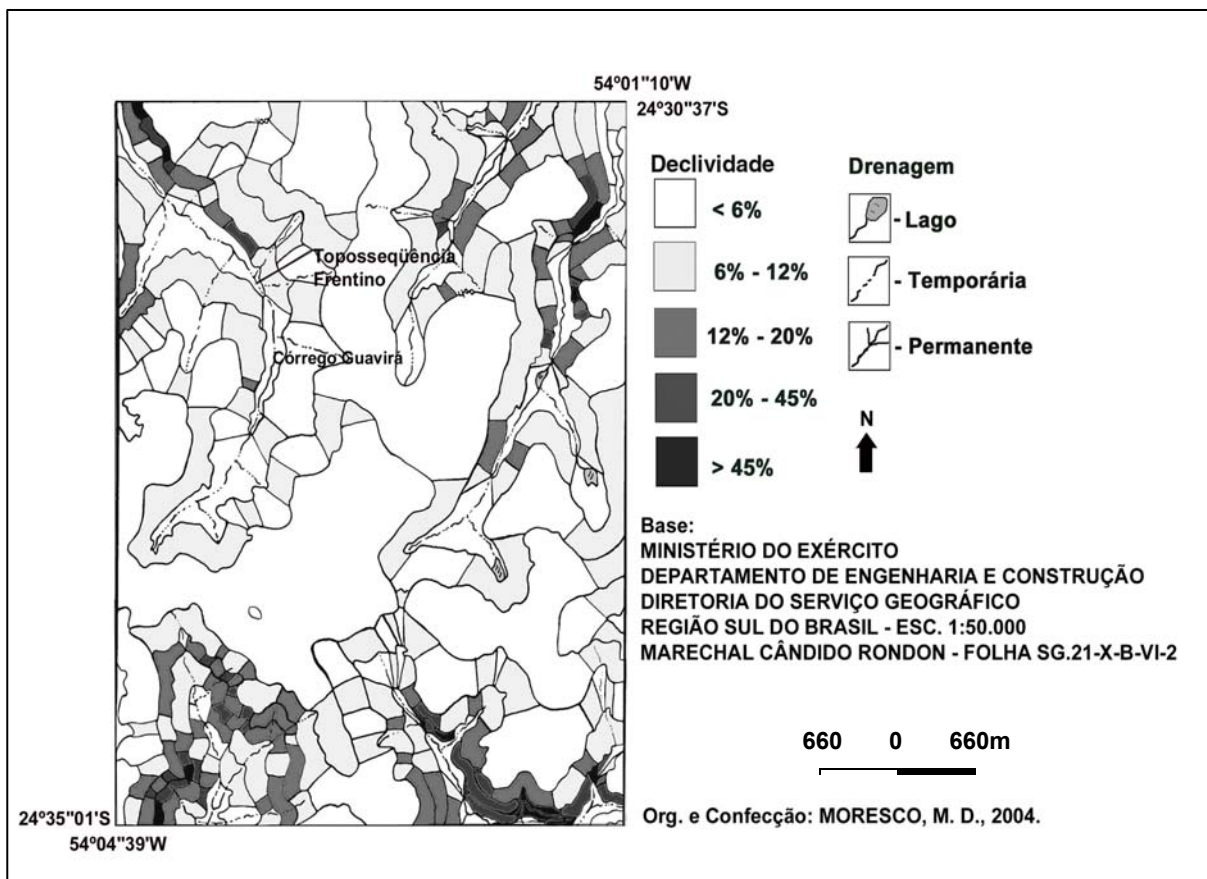 54º01"10'W
24º30"37'S
Declividade
< 6%
6% - 12%
12% - 20%
20% - 45%
> 45%
Drenagem
- Lago
- Temporária
- Permanente
N
Toposseqüência
Frentino
Córrego Guavirá
Base:
MINISTÉRIO DO EXÉRCITO
DEPARTAMENTO DE ENGENHARIA E CONSTRUÇÃO
DIRETORIA DO SERVIÇO GEOGRÁFICO
REGIÃO SUL DO BRASIL - ESC. 1:50.000
MARECHAL CÂNDIDO RONDON - FOLHA SG.21-X-B-VI-2
660 0 660m
Org. e Confecção: MORESCO, M. D., 2004.
24º35"01'S
54º04"39'W